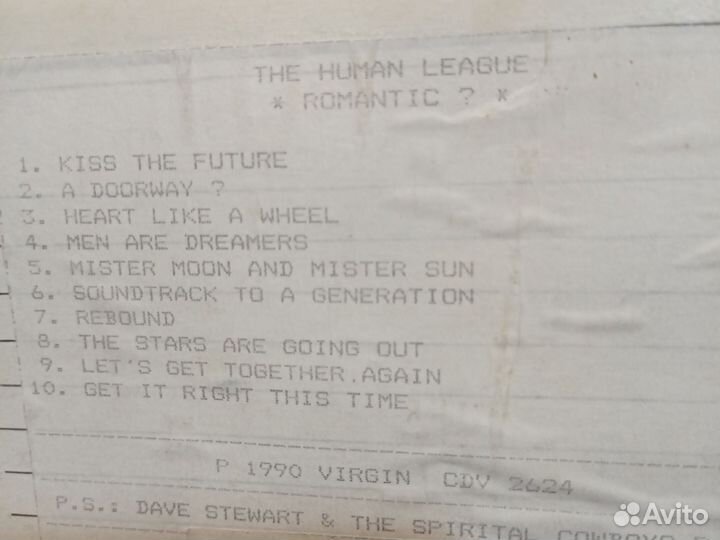 THE HUMAN LEAGUE
* ROMANTIC ? *
1. KISS THE FUTURE
2. A DOORWAY ?
3. HEART LIKE A WHEEL
4. MEN ARE DREAMERS
5. MISTER MOON AND MISTER SUN
6. SOUNDTRACK TO A GENERATION
7. REBOUND
8. THE STARS ARE GOING OUT
9. LET'S GET TOGETHER.AGAIN
10. GET IT RIGHT THIS TIME
P 1990 VIRGIN CDV 2624
P.S.: DAVE STEWART & THE SPIRITAL COWBOYS
Avito